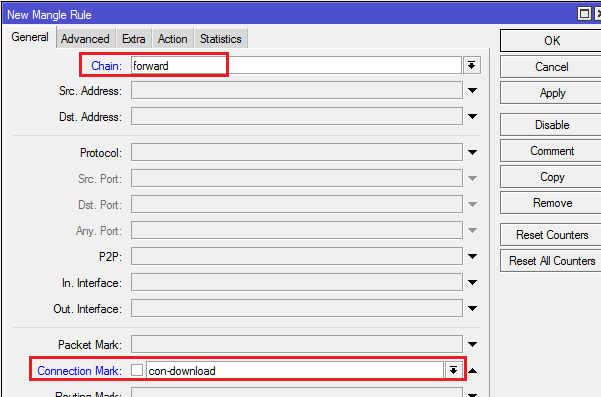 New Mangle Rule
General Advanced Extra Action Statistics
Chain: forward
Src. Address:
Dst. Address:
Protocol:
Src. Port:
Dst. Port:
Any. Port:
P2P:
In. Interface:
Out. Interface:
Packet Mark:
Connection Mark: con-download
Routing Mark:
OK
Cancel
Apply
Disable
Comment
Copy
Remove
Reset Counters
Reset All Counters